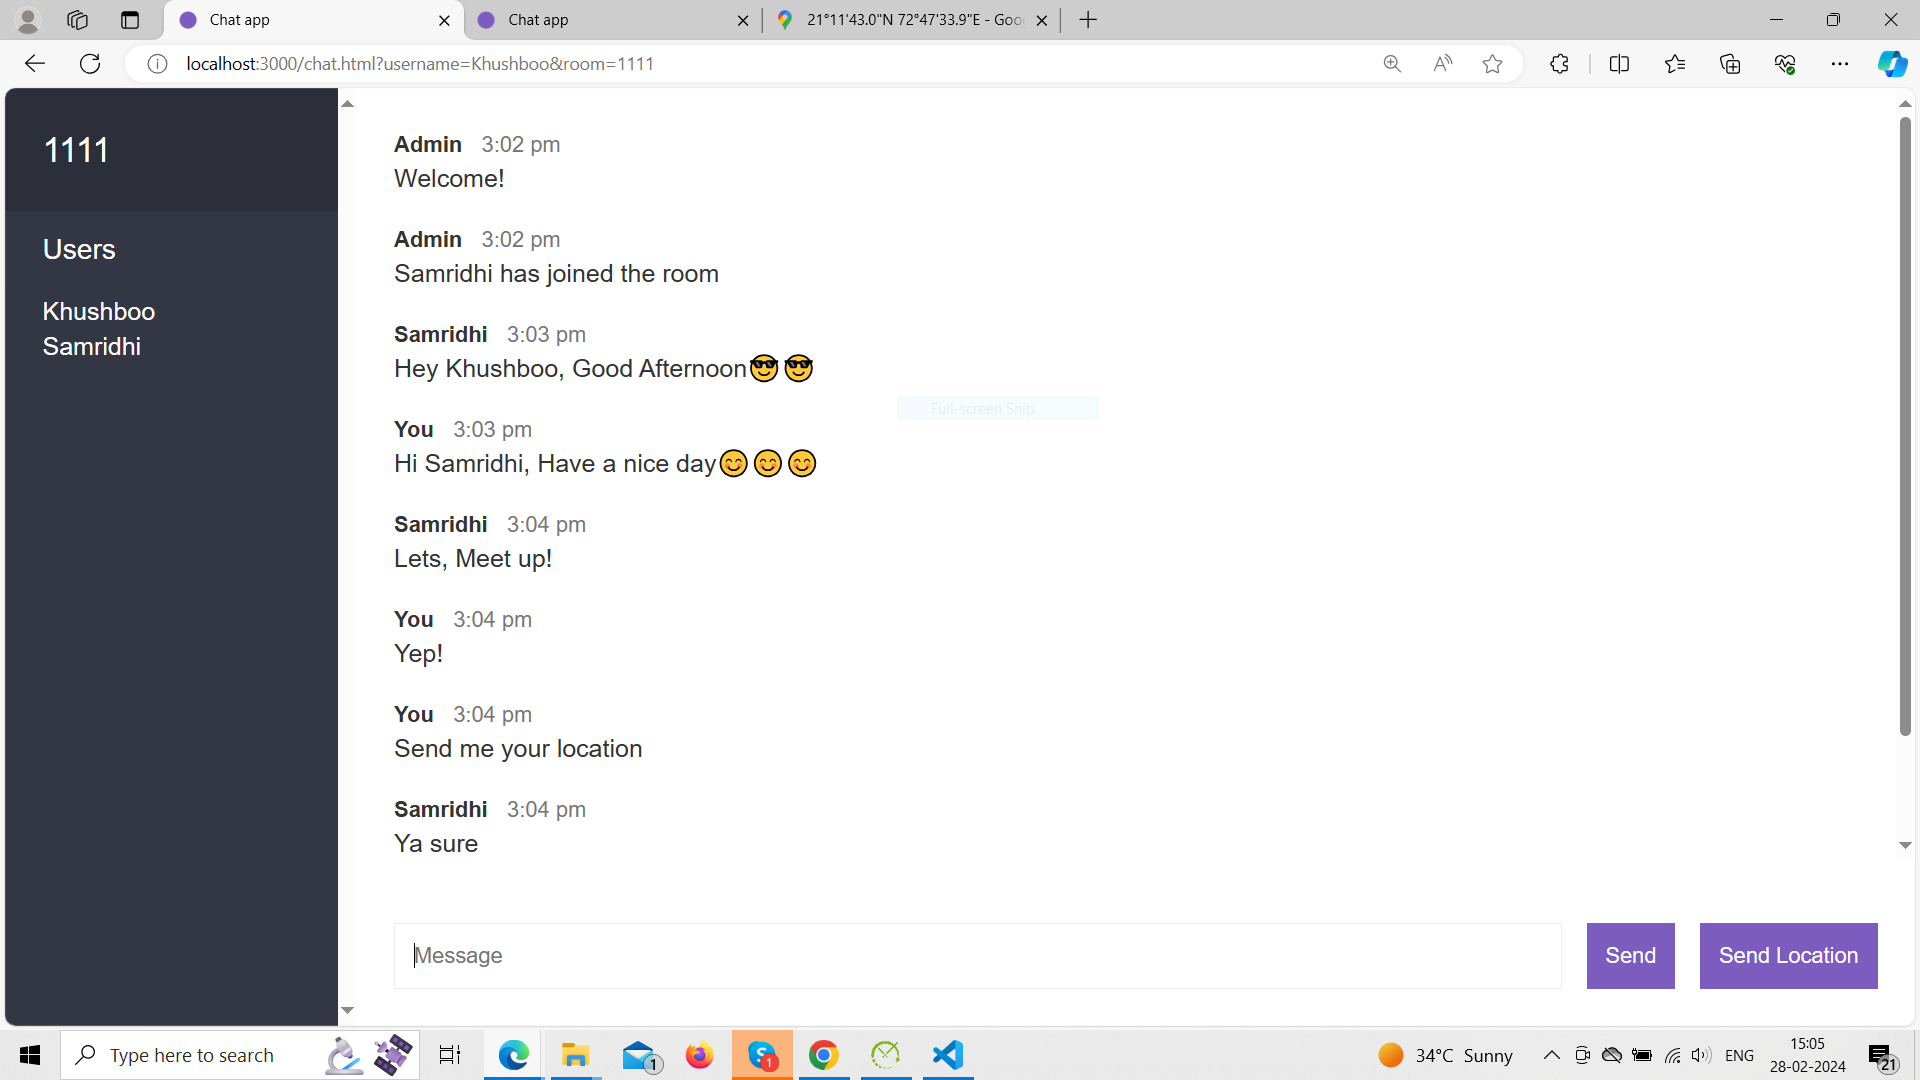 Chat app
Chat app
21°11'43.0"N 72°47'33.9"E - Goo
localhost:3000/chat.html?username=Khushboo&room=1111
1111
Users
Khushboo
Samridhi
Admin 3:02 pm
Welcome!
Admin 3:02 pm
Samridhi has joined the room
Samridhi 3:03 pm
Hey Khushboo, Good Afternoon😎😎
Full-screen Snip
You 3:03 pm
Hi Samridhi, Have a nice day😊😊😊
Samridhi 3:04 pm
Lets, Meet up!
You 3:04 pm
Yep!
You 3:04 pm
Send me your location
Samridhi 3:04 pm
Ya sure
Message
Send
Send Location
Type here to search
1
1
34°C Sunny
ENG
15:05
28-02-2024
21